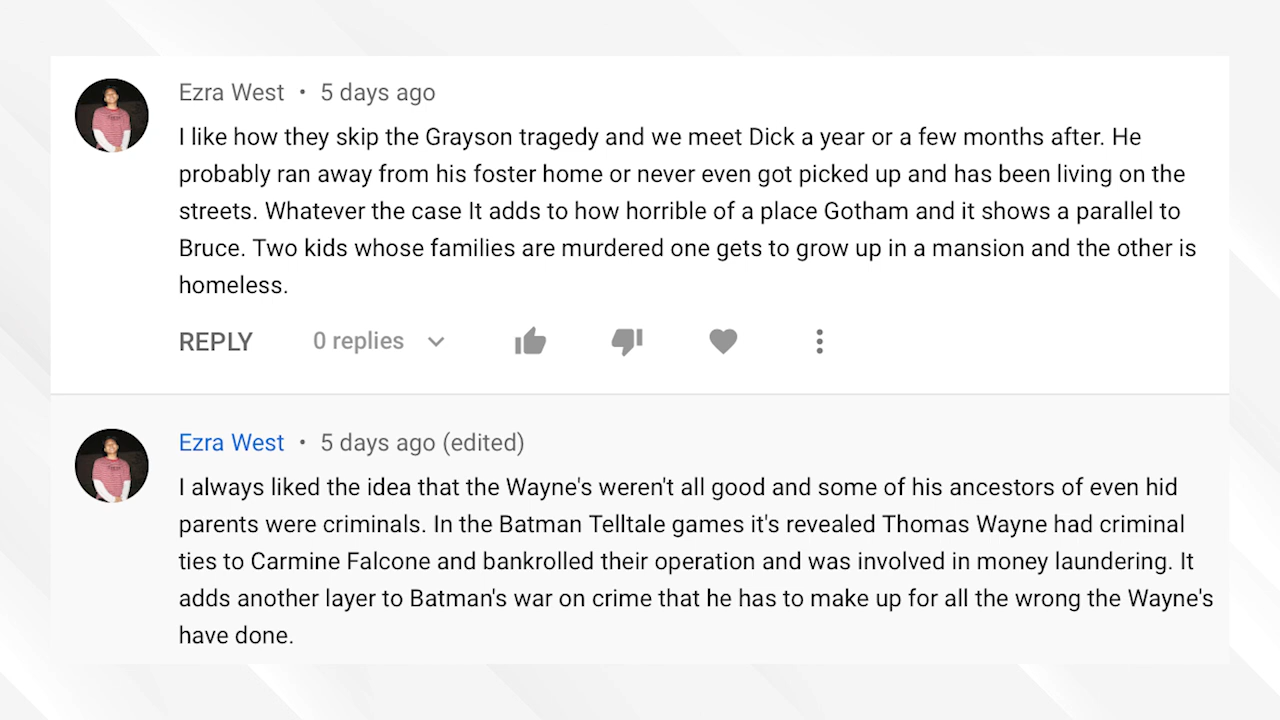 Ezra West • 5 days ago
I like how they skip the Grayson tragedy and we meet Dick a year or a few months after. He
probably ran away from his foster home or never even got picked up and has been living on the
streets. Whatever the case It adds to how horrible of a place Gotham and it shows a parallel to
Bruce. Two kids whose families are murdered one gets to grow up in a mansion and the other is
homeless.
REPLY 0 replies
Ezra West • 5 days ago (edited)
I always liked the idea that the Wayne's weren't all good and some of his ancestors of even hid
parents were criminals. In the Batman Telltale games it's revealed Thomas Wayne had criminal
ties to Carmine Falcone and bankrolled their operation and was involved in money laundering. It
adds another layer to Batman's war on crime that he has to make up for all the wrong the Wayne's
have done.